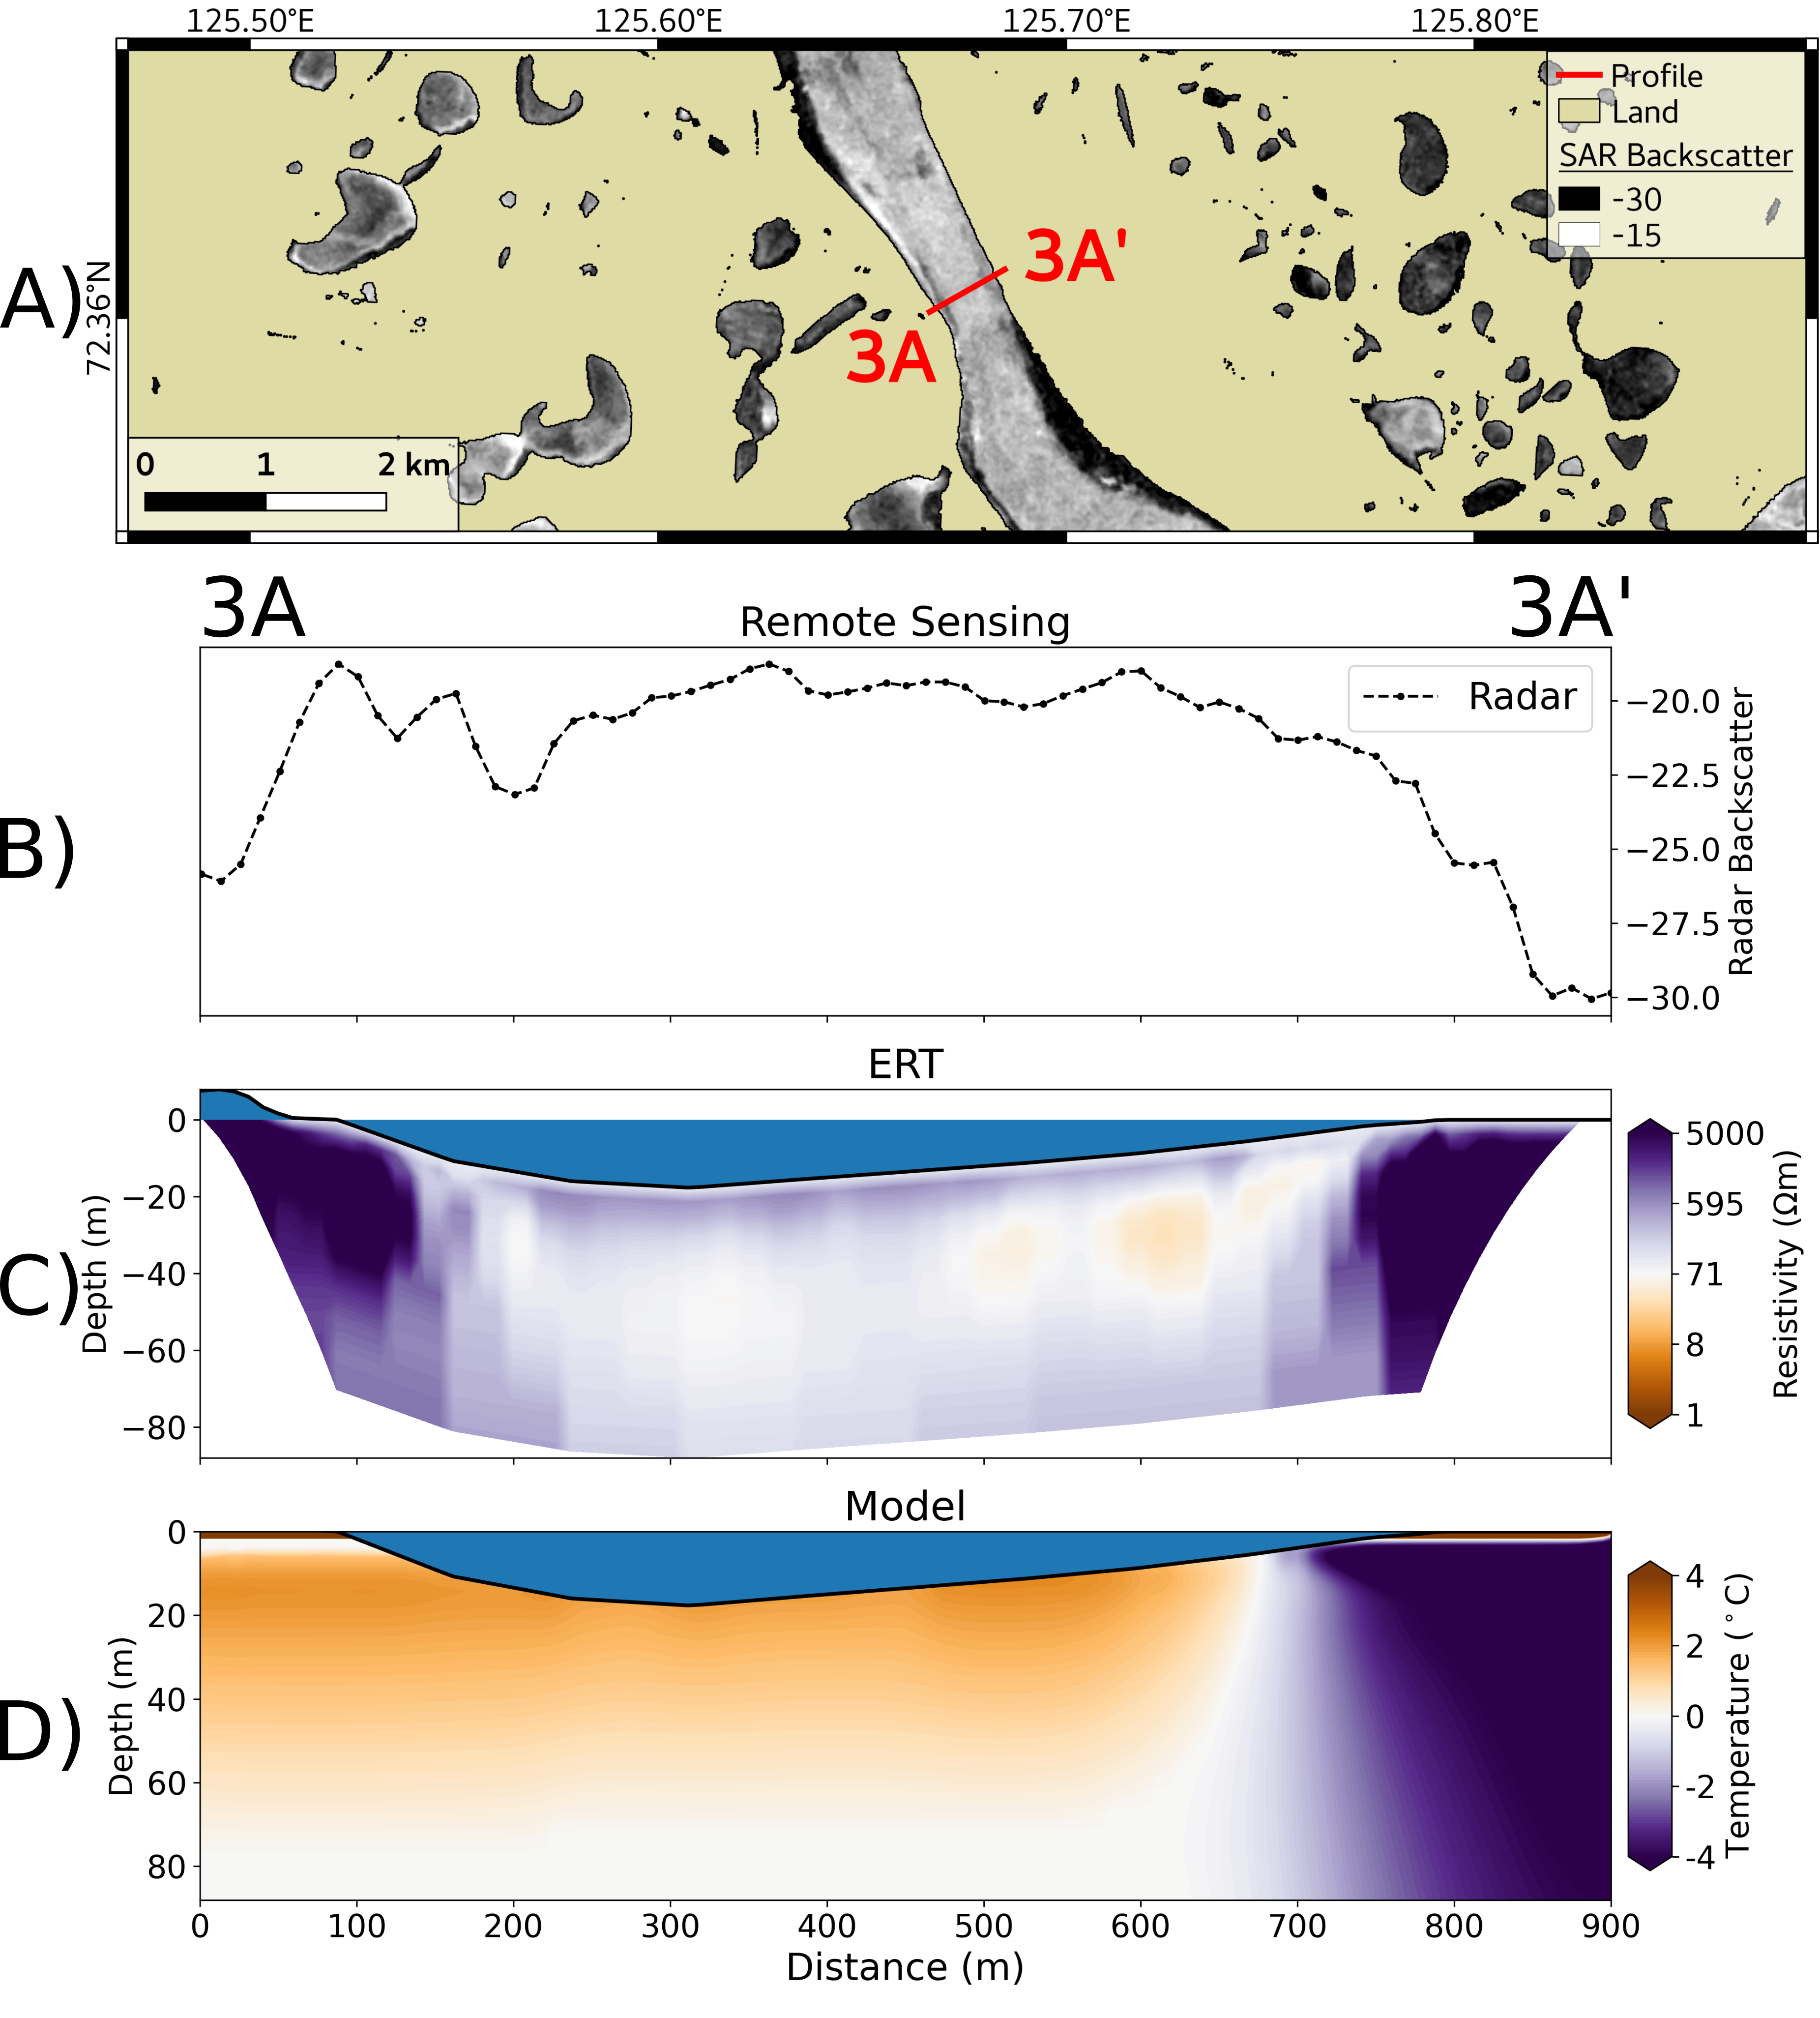 125.50°E 125.60°E 125.70°E 125.80°E
A)
72.36°N
Profile
Land
SAR Backscatter
-30
-15
3A'
3A
0 1 2 km
3A 3A'
Remote Sensing
B)
Radar
−20.0
−22.5
−25.0
−27.5
−30.0
Radar Backscatter
ERT
C)
Depth (m)
0
−20
−40
−60
−80
5000
595
71
8
1
Resistivity (Ωm)
Model
D)
Depth (m)
0
20
40
60
80
4
2
0
-2
-4
Temperature (°C)
0 100 200 300 400 500 600 700 800 900
Distance (m)